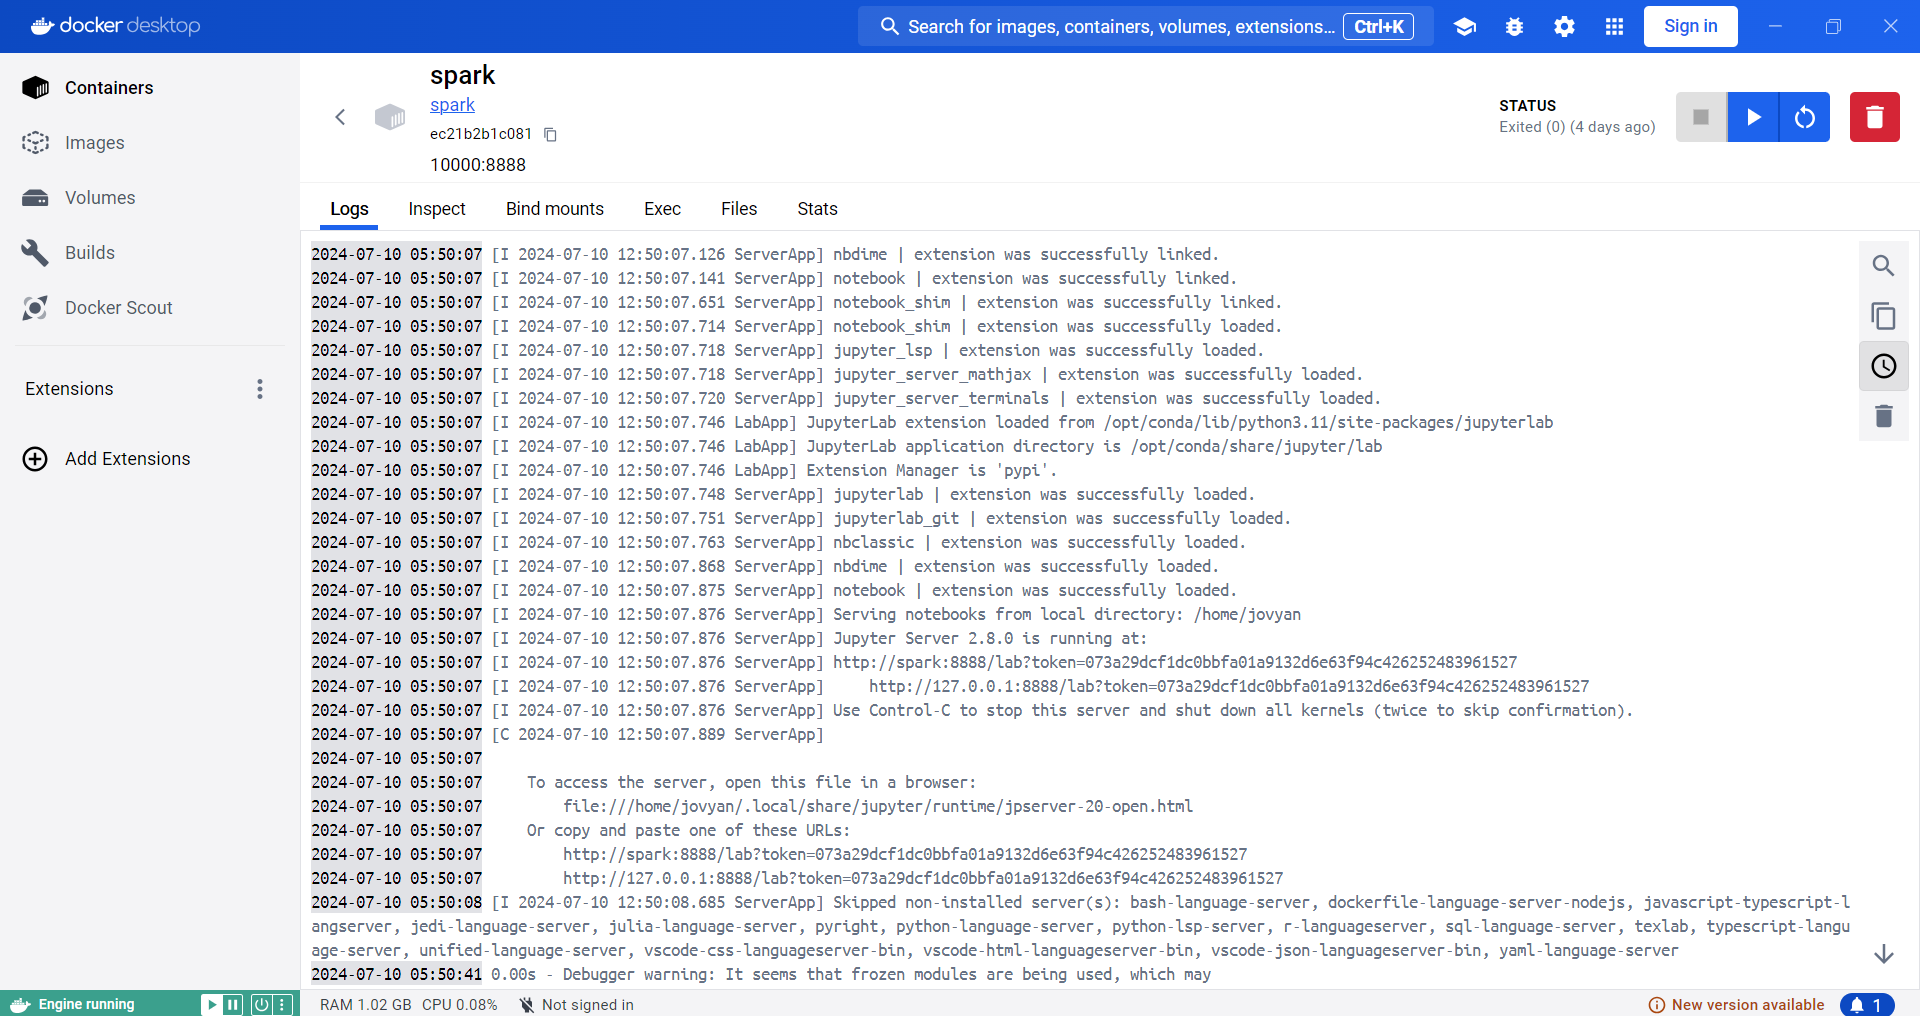 docker desktop
Search for images, containers, volumes, extensions... Ctrl+K
Sign in
Containers
Images
Volumes
Builds
Docker Scout
Extensions
Add Extensions
spark
spark
ec21b2b1c081
10000:8888
STATUS
Exited (0) (4 days ago)
Logs Inspect Bind mounts Exec Files Stats
2024-07-10 05:50:07 [I 2024-07-10 12:50:07.126 ServerApp] nbdime | extension was successfully linked.
2024-07-10 05:50:07 [I 2024-07-10 12:50:07.141 ServerApp] notebook | extension was successfully linked.
2024-07-10 05:50:07 [I 2024-07-10 12:50:07.651 ServerApp] notebook_shim | extension was successfully linked.
2024-07-10 05:50:07 [I 2024-07-10 12:50:07.714 ServerApp] notebook_shim | extension was successfully loaded.
2024-07-10 05:50:07 [I 2024-07-10 12:50:07.718 ServerApp] jupyter_lsp | extension was successfully loaded.
2024-07-10 05:50:07 [I 2024-07-10 12:50:07.718 ServerApp] jupyter_server_mathjax | extension was successfully loaded.
2024-07-10 05:50:07 [I 2024-07-10 12:50:07.720 ServerApp] jupyter_server_terminals | extension was successfully loaded.
2024-07-10 05:50:07 [I 2024-07-10 12:50:07.746 LabApp] JupyterLab extension loaded from /opt/conda/lib/python3.11/site-packages/jupyterlab
2024-07-10 05:50:07 [I 2024-07-10 12:50:07.746 LabApp] JupyterLab application directory is /opt/conda/share/jupyter/lab
2024-07-10 05:50:07 [I 2024-07-10 12:50:07.746 LabApp] Extension Manager is 'pypi'.
2024-07-10 05:50:07 [I 2024-07-10 12:50:07.748 ServerApp] jupyterlab | extension was successfully loaded.
2024-07-10 05:50:07 [I 2024-07-10 12:50:07.751 ServerApp] jupyterlab_git | extension was successfully loaded.
2024-07-10 05:50:07 [I 2024-07-10 12:50:07.763 ServerApp] nbclassic | extension was successfully loaded.
2024-07-10 05:50:07 [I 2024-07-10 12:50:07.868 ServerApp] nbdime | extension was successfully loaded.
2024-07-10 05:50:07 [I 2024-07-10 12:50:07.875 ServerApp] notebook | extension was successfully loaded.
2024-07-10 05:50:07 [I 2024-07-10 12:50:07.876 ServerApp] Serving notebooks from local directory: /home/jovyan
2024-07-10 05:50:07 [I 2024-07-10 12:50:07.876 ServerApp] Jupyter Server 2.8.0 is running at:
2024-07-10 05:50:07 [I 2024-07-10 12:50:07.876 ServerApp] http://spark:8888/lab?token=073a29dcf1dc0bbfa01a9132d6e63f94c426252483961527
2024-07-10 05:50:07 [I 2024-07-10 12:50:07.876 ServerApp]     http://127.0.0.1:8888/lab?token=073a29dcf1dc0bbfa01a9132d6e63f94c426252483961527
2024-07-10 05:50:07 [I 2024-07-10 12:50:07.876 ServerApp] Use Control-C to stop this server and shut down all kernels (twice to skip confirmation).
2024-07-10 05:50:07 [C 2024-07-10 12:50:07.889 ServerApp]
2024-07-10 05:50:07
2024-07-10 05:50:07     To access the server, open this file in a browser:
2024-07-10 05:50:07         file:///home/jovyan/.local/share/jupyter/runtime/jpserver-20-open.html
2024-07-10 05:50:07     Or copy and paste one of these URLs:
2024-07-10 05:50:07         http://spark:8888/lab?token=073a29dcf1dc0bbfa01a9132d6e63f94c426252483961527
2024-07-10 05:50:07         http://127.0.0.1:8888/lab?token=073a29dcf1dc0bbfa01a9132d6e63f94c426252483961527
2024-07-10 05:50:08 [I 2024-07-10 12:50:08.685 ServerApp] Skipped non-installed server(s): bash-language-server, dockerfile-language-server-nodejs, javascript-typescript-l
angserver, jedi-language-server, julia-language-server, pyright, python-language-server, python-lsp-server, r-languageserver, sql-language-server, texlab, typescript-langu
age-server, unified-language-server, vscode-css-languageserver-bin, vscode-html-languageserver-bin, vscode-json-languageserver-bin, yaml-language-server
2024-07-10 05:50:41 0.00s - Debugger warning: It seems that frozen modules are being used, which may
Engine running
RAM 1.02 GB CPU 0.08% Not signed in
New version available
1